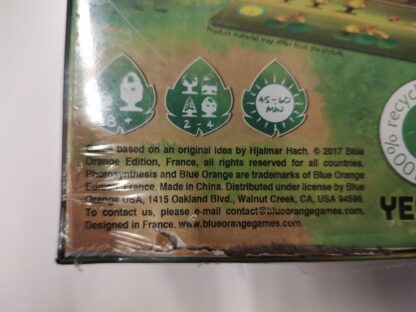 Product material may differ from the picture.
8 +
2-4
45-60
MIN
100% recycl
based on an original idea by Hjalmar Hach. © 2017 Blue
Orange Edition, France, all rights reserved for all countries.
Photosynthesis and Blue Orange are trademarks of Blue Orange
Edition, France. Made in China. Distributed under license by Blue
Orange USA, 1415 Oakland Blvd., Walnut Creek, CA, USA 94596.
To contact us, please e-mail contact@blueorangegames.com.
Designed in France. www.blueorangegames.com
YE